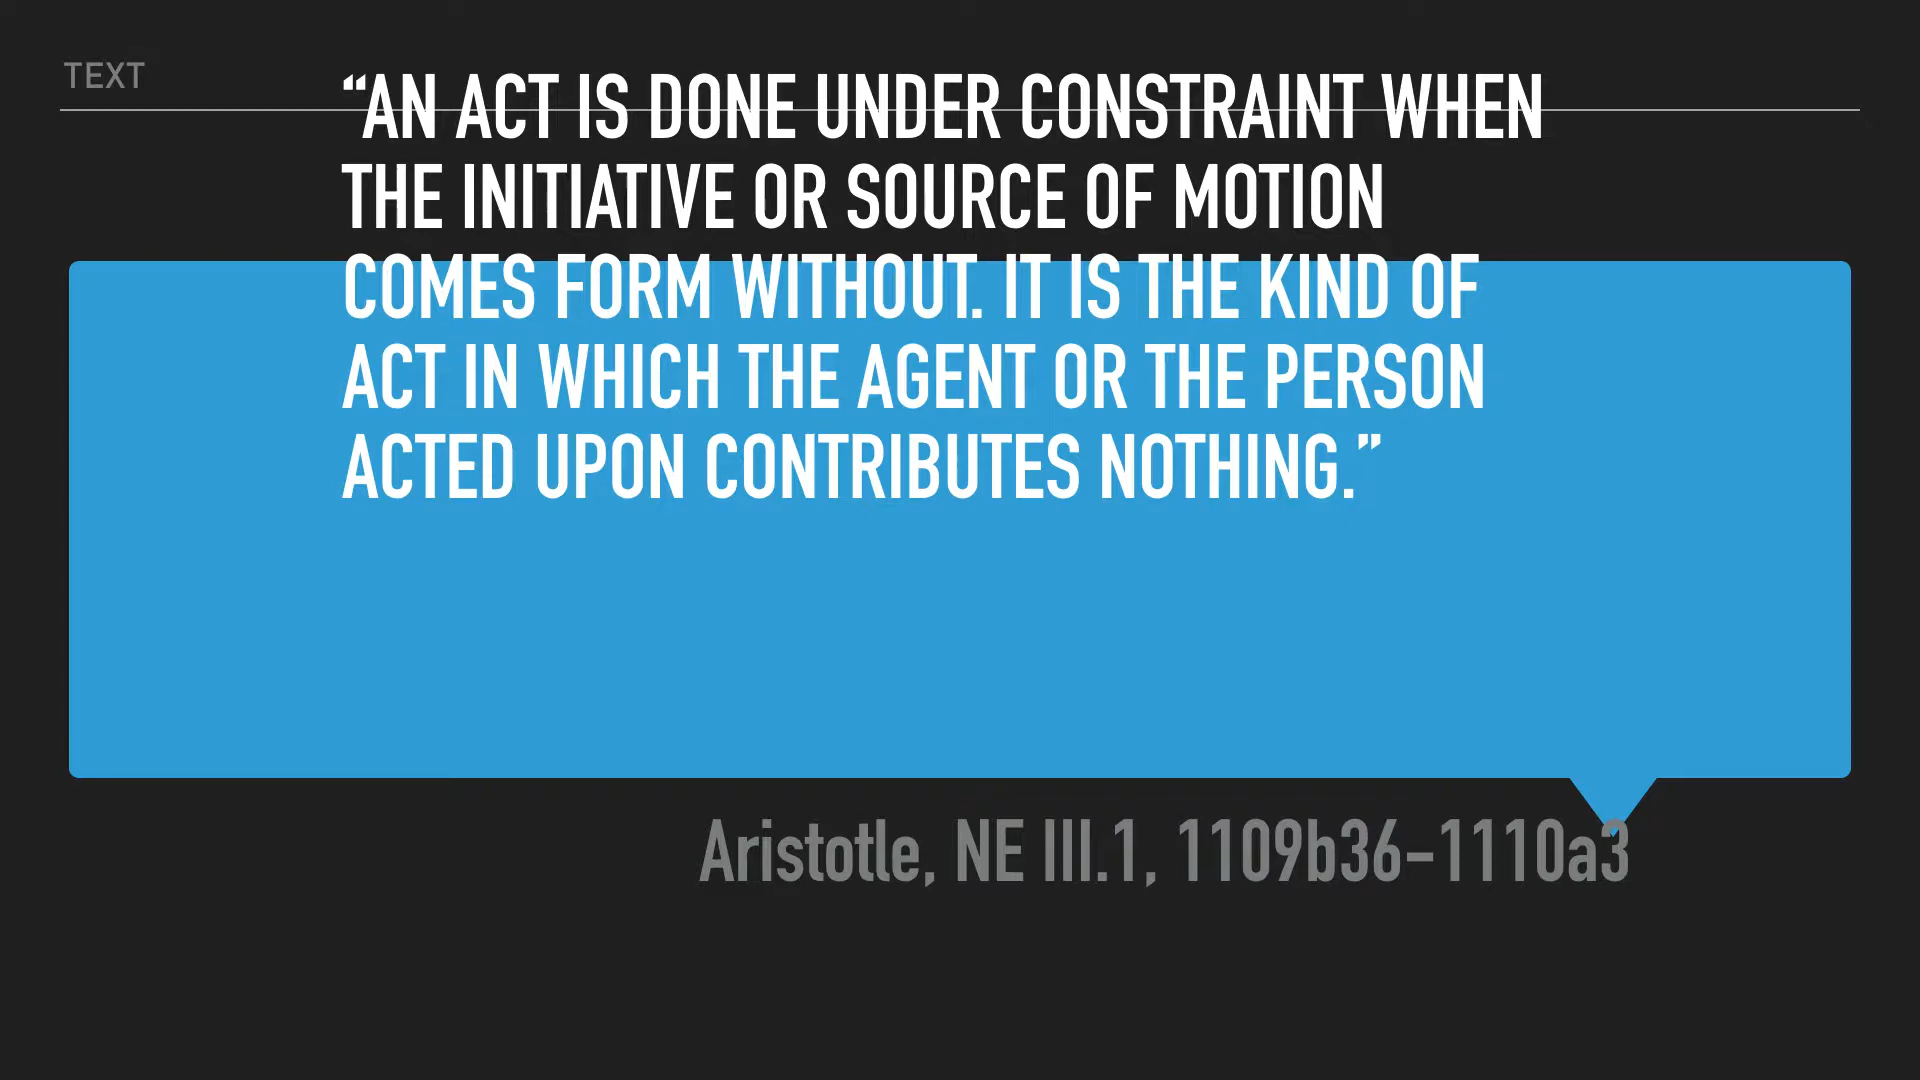 TEXT
“AN ACT IS DONE UNDER CONSTRAINT WHEN
THE INITIATIVE OR SOURCE OF MOTION
COMES FORM WITHOUT. IT IS THE KIND OF
ACT IN WHICH THE AGENT OR THE PERSON
ACTED UPON CONTRIBUTES NOTHING.”
Aristotle, NE III.1, 1109b36-1110a3